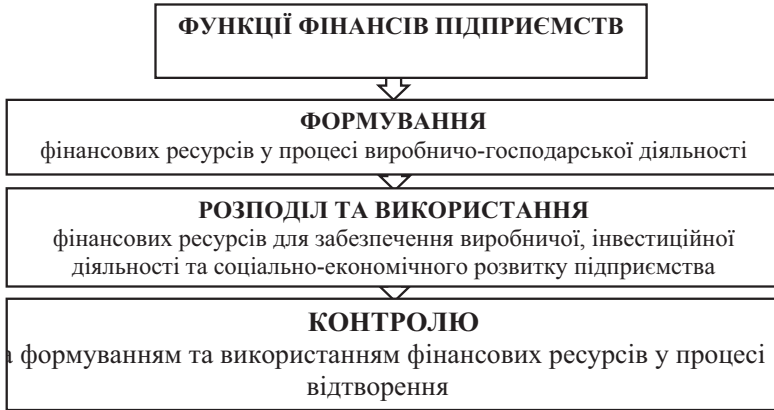 ФУНКЦІЇ ФІНАНСІВ ПІДПРИЄМСТВ
ФОРМУВАННЯ
фінансових ресурсів у процесі виробничо-господарської діяльності
РОЗПОДІЛ ТА ВИКОРИСТАННЯ
фінансових ресурсів для забезпечення виробничої, інвестиційної
діяльності та соціально-економічного розвитку підприємства
КОНТРОЛЮ
формуванням та використанням фінансових ресурсів у процесі
відтворення